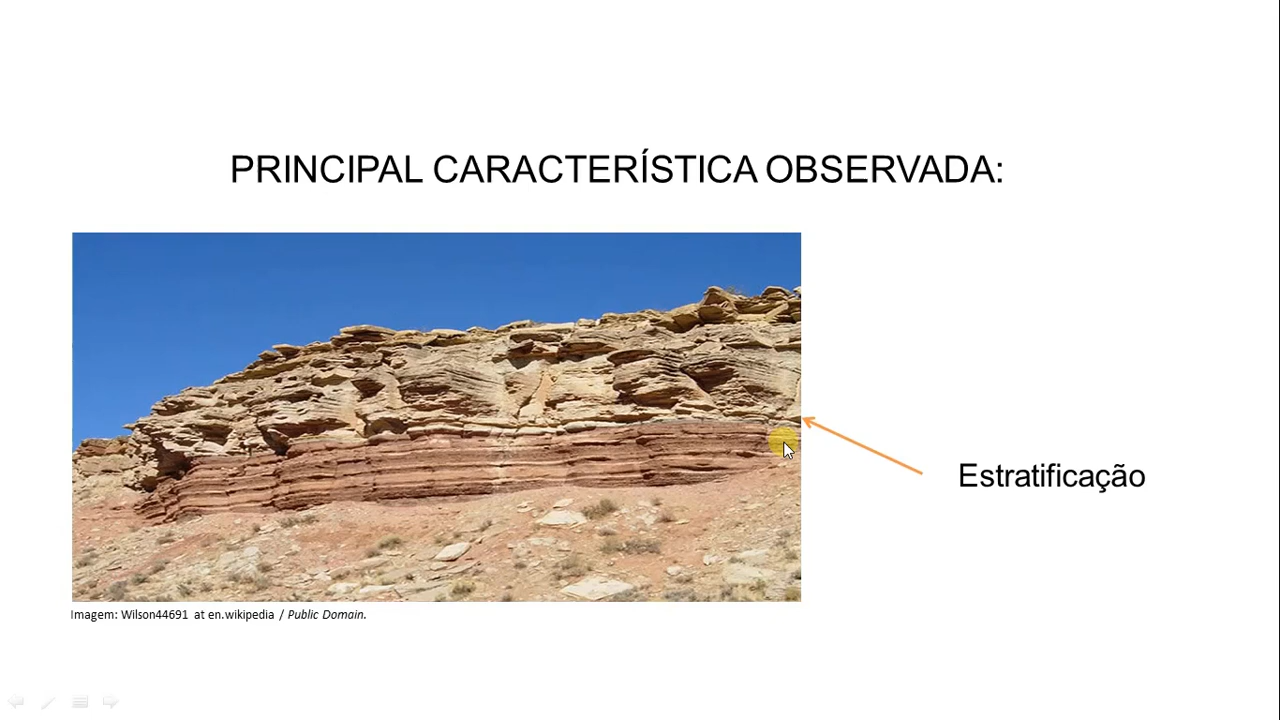 PRINCIPAL CARACTERÍSTICA OBSERVADA:
Estratificação
Imagem: Wilson44691 at en.wikipedia / Public Domain.